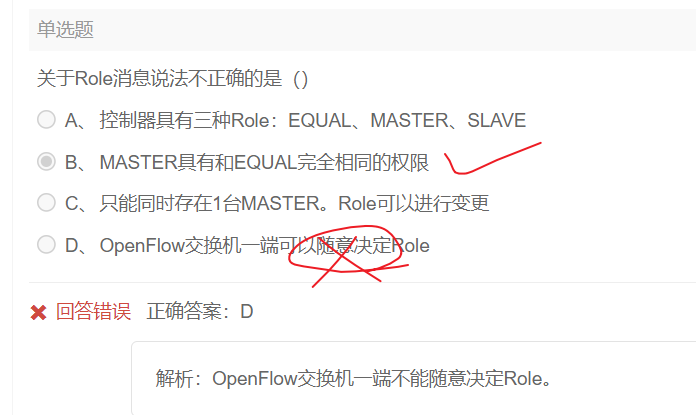 单选题
关于Role消息说法不正确的是（）
A、 控制器具有三种Role：EQUAL、MASTER、SLAVE
B、 MASTER具有和EQUAL完全相同的权限
C、 只能同时存在1台MASTER。Role可以进行变更
D、 OpenFlow交换机一端可以随意决定Role
回答错误 正确答案：D
解析：OpenFlow交换机一端不能随意决定Role。